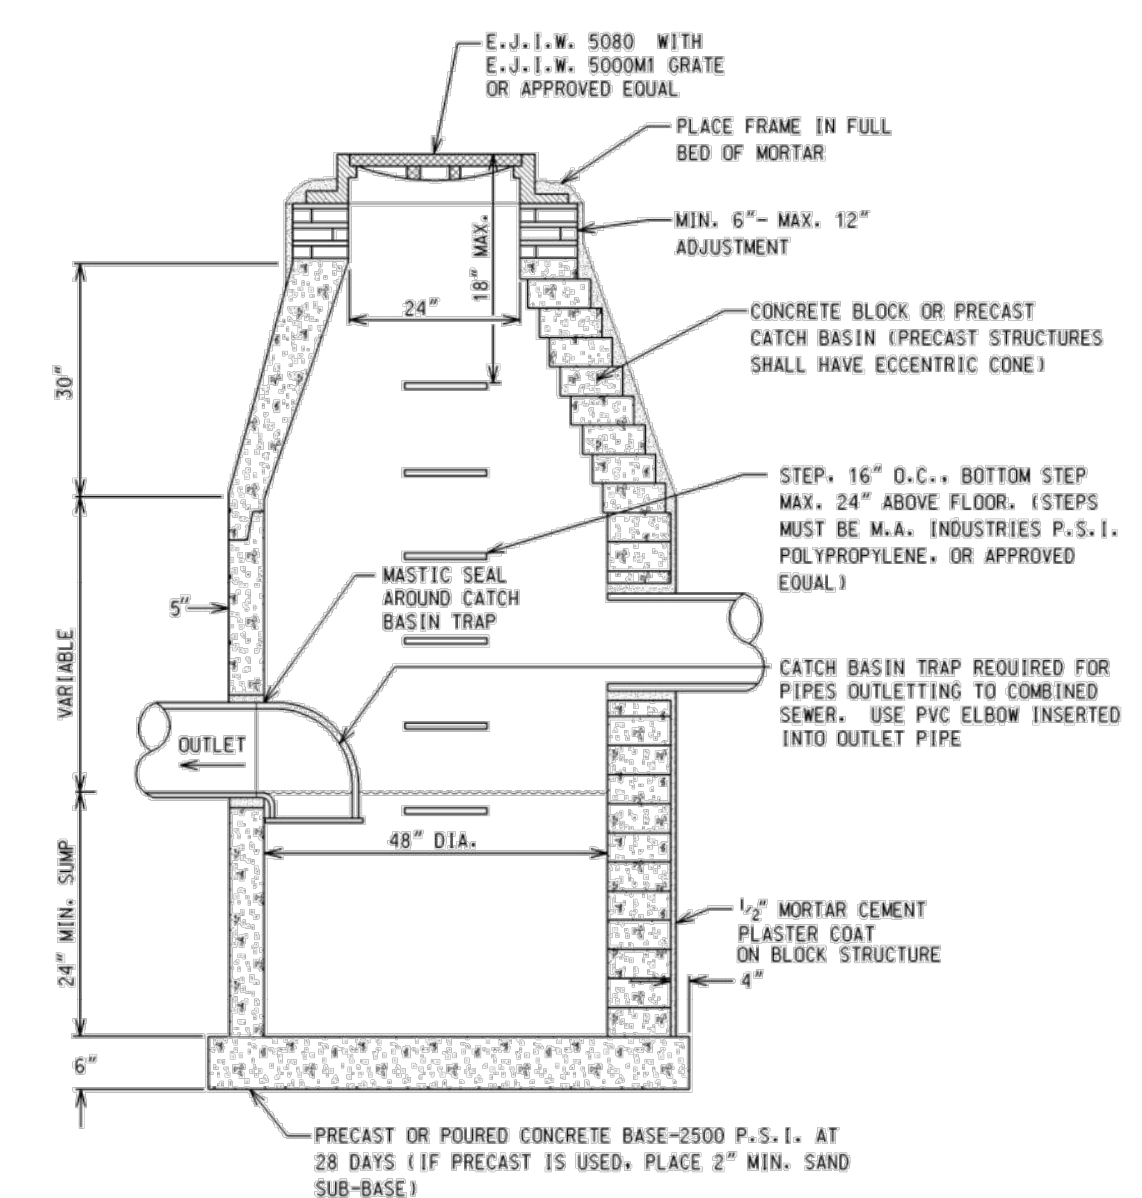 E.J.I.W. 5080 WITH
E.J.I.W. 5000M1 GRATE
OR APPROVED EQUAL
PLACE FRAME IN FULL
BED OF MORTAR
MIN. 6"- MAX. 12"
ADJUSTMENT
18" MAX.
24"
CONCRETE BLOCK OR PRECAST
CATCH BASIN (PRECAST STRUCTURES
SHALL HAVE ECCENTRIC CONE)
30"
STEP, 16" O.C., BOTTOM STEP
MAX. 24" ABOVE FLOOR. (STEPS
MUST BE M.A. INDUSTRIES P.S.I.
POLYPROPYLENE, OR APPROVED
EQUAL)
MASTIC SEAL
AROUND CATCH
BASIN TRAP
5"
VARIABLE
CATCH BASIN TRAP REQUIRED FOR
PIPES OUTLETTING TO COMBINED
SEWER. USE PVC ELBOW INSERTED
INTO OUTLET PIPE
OUTLET
48" DIA.
24" MIN. SUMP
1/2" MORTAR CEMENT
PLASTER COAT
ON BLOCK STRUCTURE
4"
6"
PRECAST OR POURED CONCRETE BASE-2500 P.S.I. AT
28 DAYS (IF PRECAST IS USED, PLACE 2" MIN. SAND
SUB-BASE)